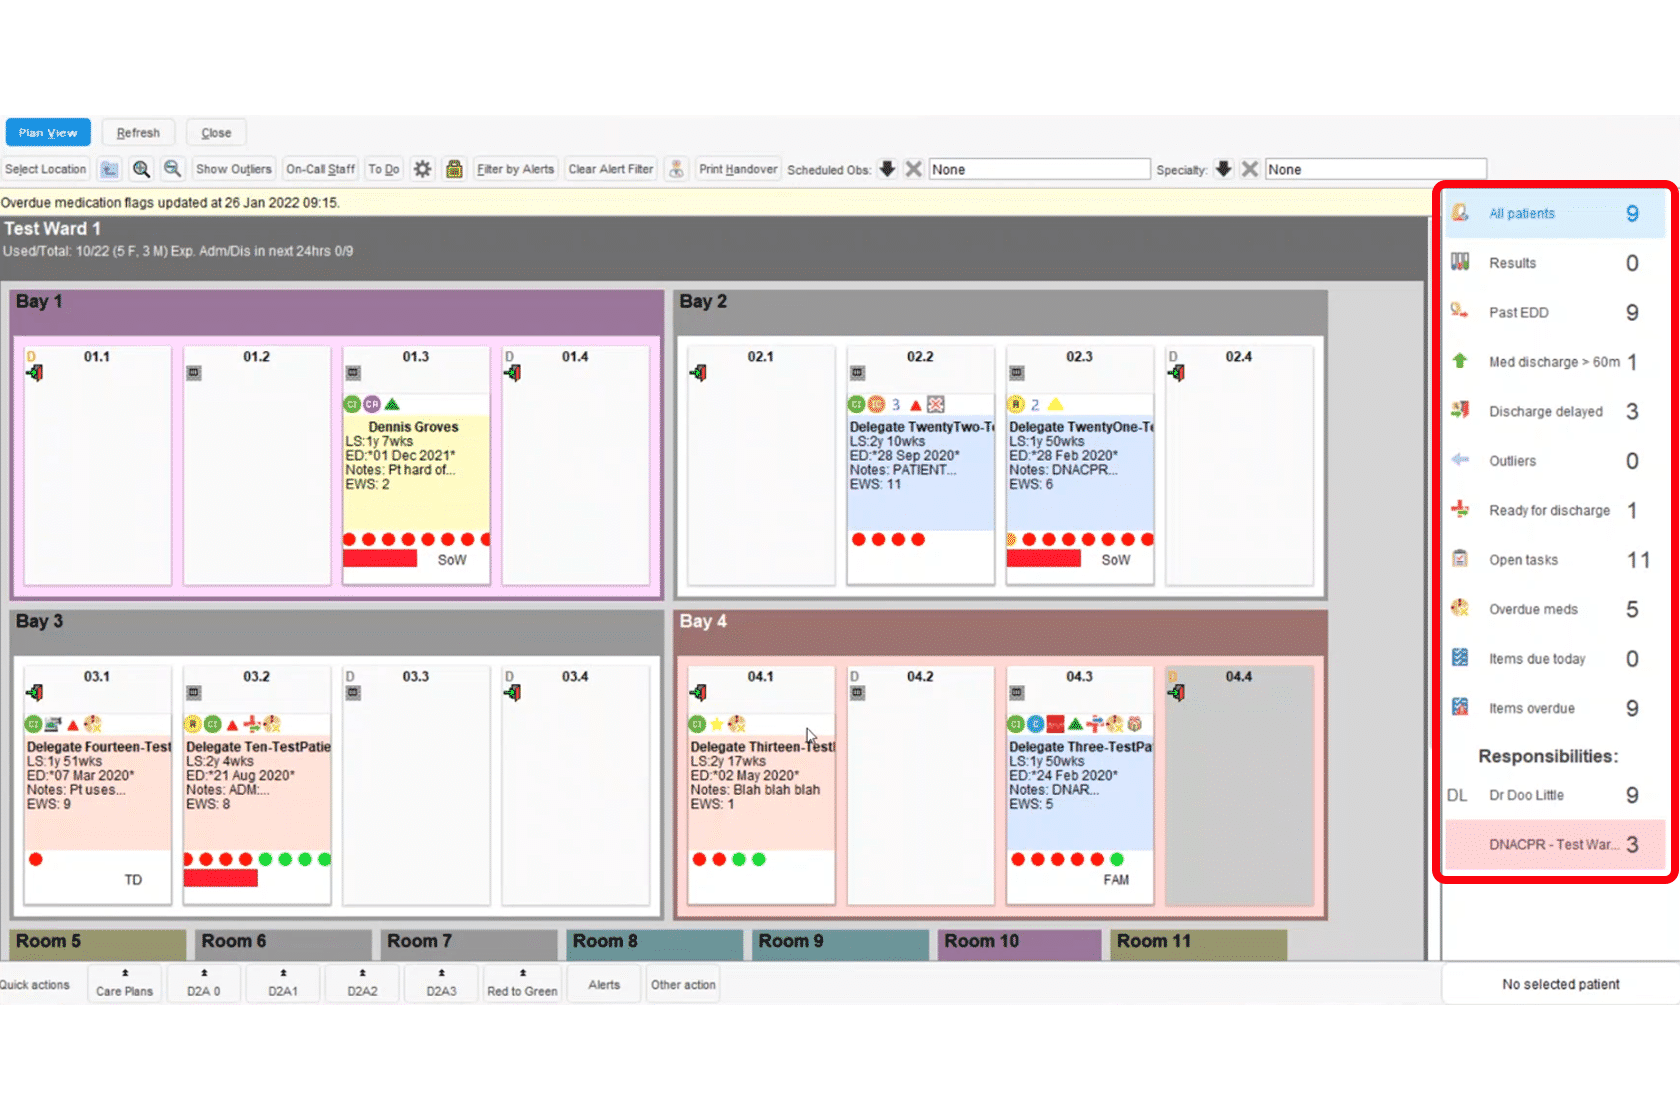 Plan View Refresh Close
Select Location Show Outliers On-Call Staff To Do Filter by Alerts Clear Alert Filter Print Handover Scheduled Obs: None Specialty: None
Overdue medication flags updated at 26 Jan 2022 09:15.
Test Ward 1
Used/Total: 10/22 (5 F, 3 M) Exp. Adm/Dis in next 24hrs 0/9
Bay 1
D 01.1
01.2
01.3
CI CA
Dennis Groves
LS:1y 7wks
ED:*01 Dec 2021*
Notes: Pt hard of...
EWS: 2
SoW
D 01.4
Bay 2
02.1
02.2
CI 3
Delegate TwentyTwo-Te
LS:2y 10wks
ED:*28 Sep 2020*
Notes: PATIENT...
EWS: 11
02.3
R 2
Delegate TwentyOne-Te
LS:1y 50wks
ED:*28 Feb 2020*
Notes: DNACPR...
EWS: 6
SoW
D 02.4
Bay 3
03.1
CI
Delegate Fourteen-Test
LS:1y 51wks
ED:*07 Mar 2020*
Notes: Pt uses...
EWS: 9
TD
03.2
R CI
Delegate Ten-TestPatie
LS:2y 4wks
ED:*21 Aug 2020*
Notes: ADM:...
EWS: 8
D 03.3
D 03.4
Bay 4
04.1
CI
Delegate Thirteen-Testl
LS:2y 17wks
ED:*02 May 2020*
Notes: Blah blah blah
EWS: 1
D 04.2
04.3
CI C
Delegate Three-TestPa
LS:1y 50wks
ED:*24 Feb 2020*
Notes: DNAR...
EWS: 5
FAM
D 04.4
Room 5 Room 6 Room 7 Room 8 Room 9 Room 10 Room 11
Quick actions Care Plans D2A 0 D2A1 D2A2 D2A3 Red to Green Alerts Other action
All patients 9
Results 0
Past EDD 9
Med discharge > 60m 1
Discharge delayed 3
Outliers 0
Ready for discharge 1
Open tasks 11
Overdue meds 5
Items due today 0
Items overdue 9
Responsibilities:
DL Dr Doo Little 9
DNACPR - Test War... 3
No selected patient